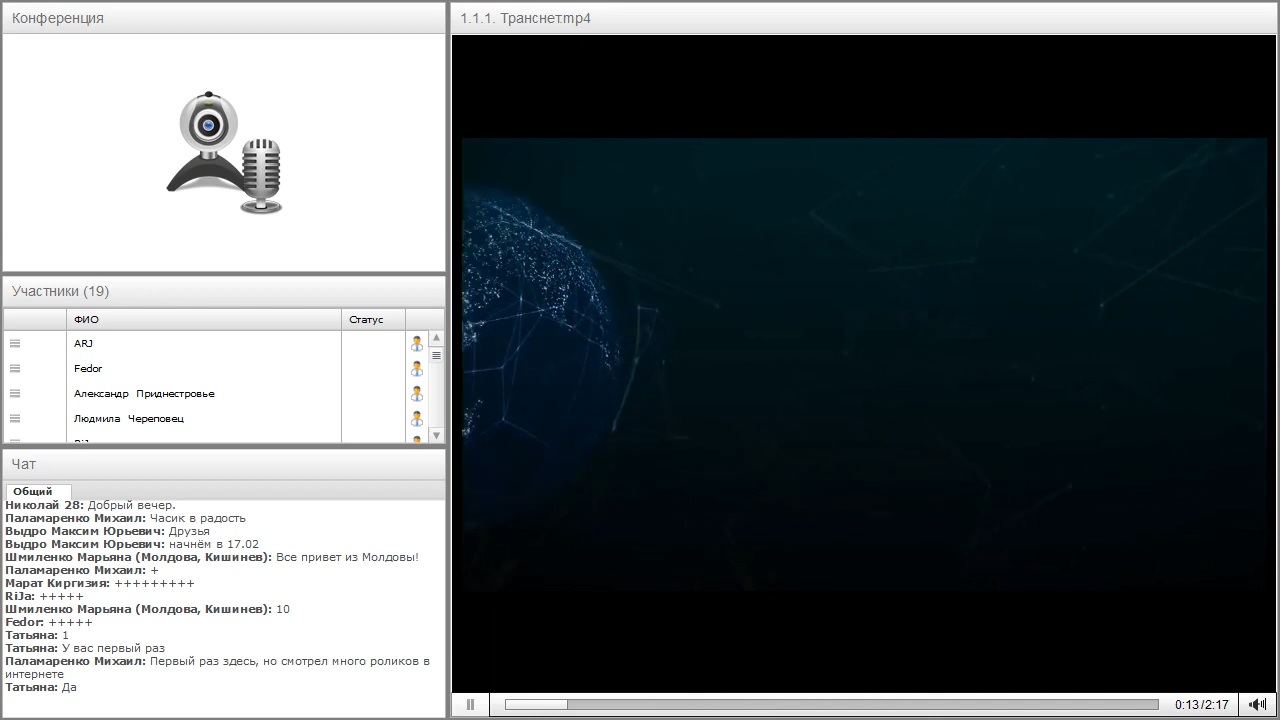 Конференция
1.1.1. Транснет.mp4
Участники (19)
ФИО Статус
ARJ
Fedor
Александр Приднестровье
Людмила Череповец
Чат
Общий
Николай 28: Добрый вечер.
Паламаренко Михаил: Часик в радость
Выдро Максим Юрьевич: Друзья
Выдро Максим Юрьевич: начнём в 17.02
Шмиленко Марьяна (Молдова, Кишинев): Все привет из Молдовы!
Паламаренко Михаил: +
Марат Киргизия: +++++++++
RiJa: +++++
Шмиленко Марьяна (Молдова, Кишинев): 10
Fedor: +++++
Татьяна: 1
Татьяна: У вас первый раз
Паламаренко Михаил: Первый раз здесь, но смотрел много роликов в
интернете
Татьяна: Да
0:13/2:17